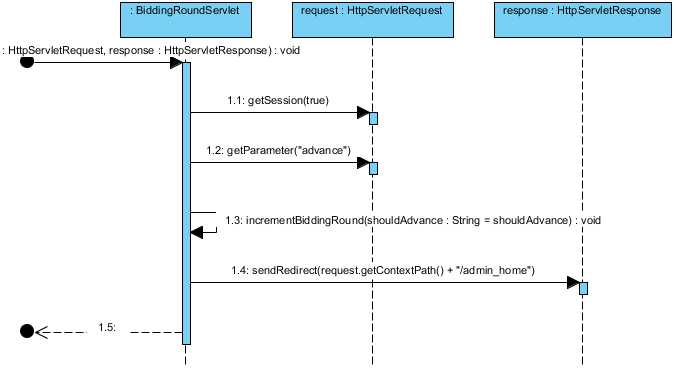 : BiddingRoundServlet
request : HttpServletRequest
response : HttpServletResponse
: HttpServletRequest, response : HttpServletResponse) : void
1.1: getSession(true)
1.2: getParameter("advance")
1.3: incrementBiddingRound(shouldAdvance : String = shouldAdvance) : void
1.4: sendRedirect(request.getContextPath() + "/admin_home")
1.5: